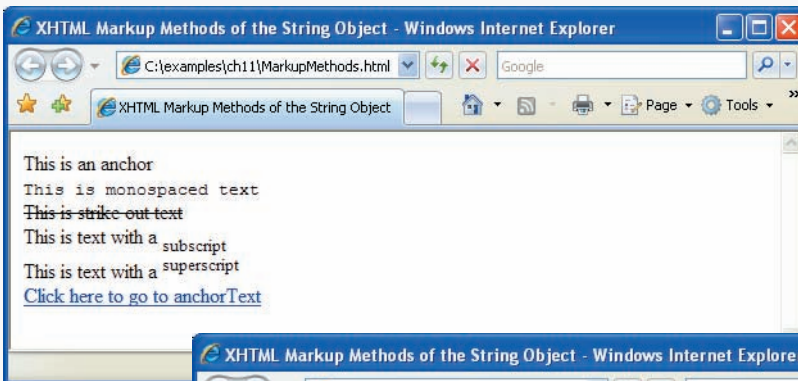 XHTML Markup Methods of the String Object - Windows Internet Explorer
C:\examples\ch11\MarkupMethods.html Google
XHTML Markup Methods of the String Object Page Tools
This is an anchor
This is monospaced text
This is strike out text
This is text with a subscript
This is text with a superscript
Click here to go to anchorText
XHTML Markup Methods of the String Object - Windows Internet Explore